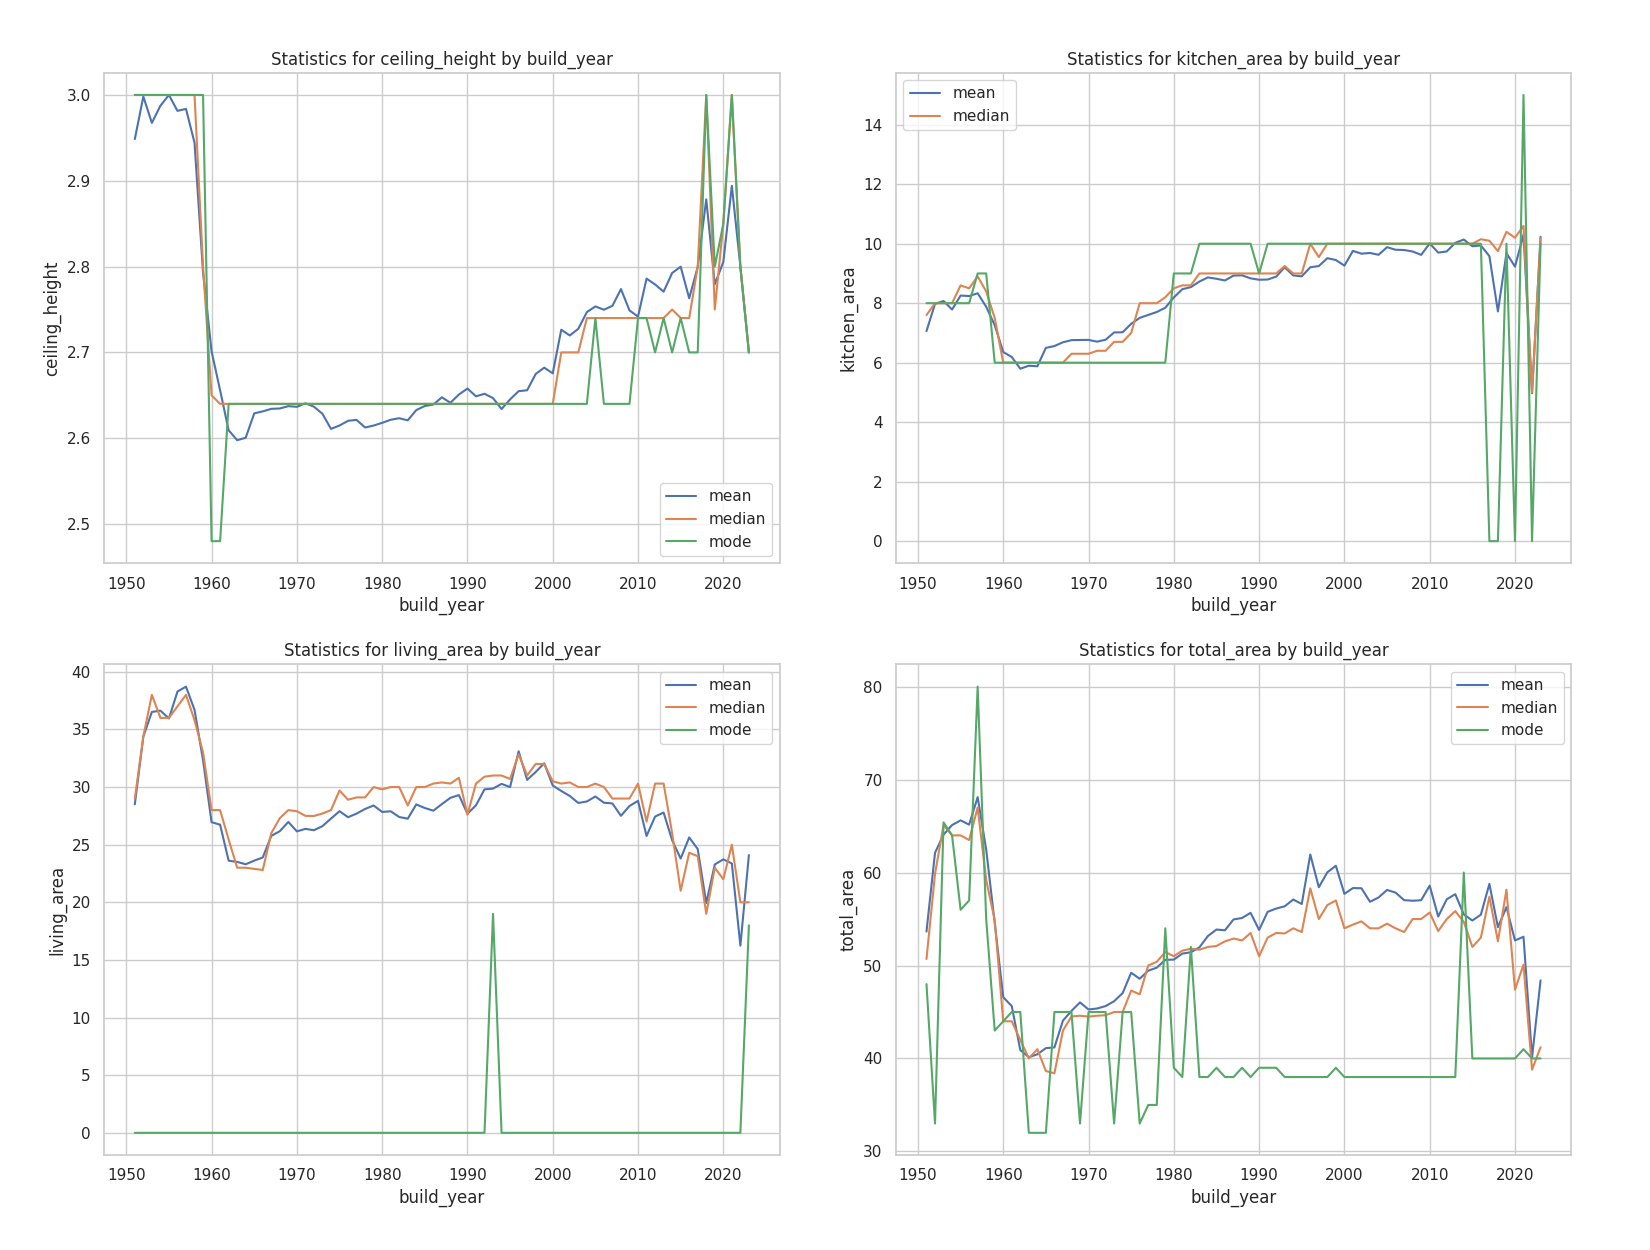 Statistics for ceiling_height by build_year
3.0
2.9
2.8
2.7
2.6
2.5
ceiling_height
mean
median
mode
1950 1960 1970 1980 1990 2000 2010 2020
build_year
Statistics for kitchen_area by build_year
mean
median
14
12
10
8
6
4
2
0
kitchen_area
1950 1960 1970 1980 1990 2000 2010 2020
build_year
Statistics for living_area by build_year
40
35
30
25
20
15
10
5
0
living_area
mean
median
mode
1950 1960 1970 1980 1990 2000 2010 2020
build_year
Statistics for total_area by build_year
80
70
60
50
40
30
total_area
mean
median
mode
1950 1960 1970 1980 1990 2000 2010 2020
build_year